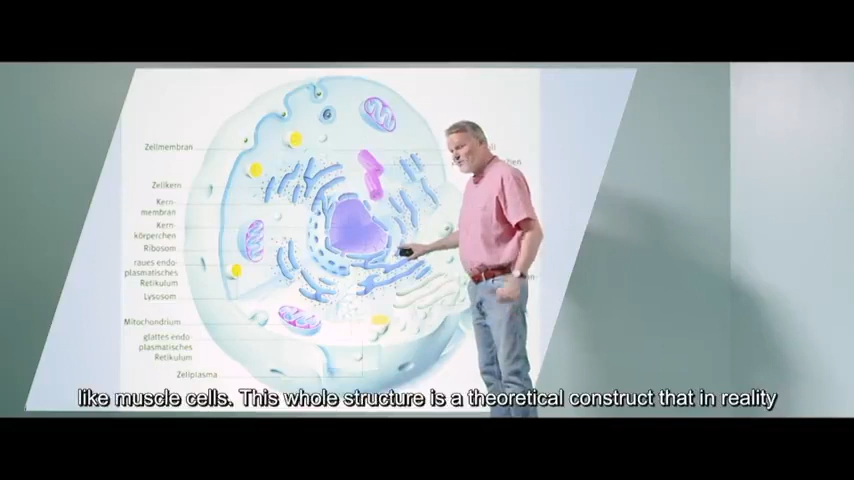 Zellmembran
Zellkern
Kern-
membran
Kern-
körperchen
Ribosom
raues endo-
plasmatisches
Retikulum
Lysosom
Mitochondrium
glattes endo
plasmatisches
Retikulum
Zellplasma
like muscle cells. This whole structure is a theoretical construct that in reality